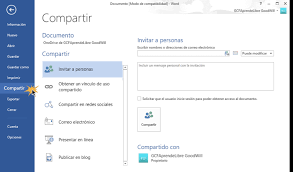 Documento1 [Modo de compatibilidad] -
GCFAprendeLibre GoodWill
Información
Nuevo
Abrir
Guardar
Guardar como
Imprimir
Compartir
Exportar
Cerrar
Cuenta
Opciones
Compartir
Documento
OneDrive de GCFAprendeLibre GoodWill
Compartir
Invitar a personas
Obtener un vínculo de uso compartido
Compartir en redes sociales
Correo electrónico
Presentar en línea
Publicar en blog
Invitar a personas
Escribir nombres o direcciones de correo electrónico
Puede modificar
Incluir un mensaje personal con la invitación
Solicitar que el usuario inicie sesión para poder obtener acceso al documento.
Compartir
Compartido con
GCFAprendeLibre GoodWill
Propietario